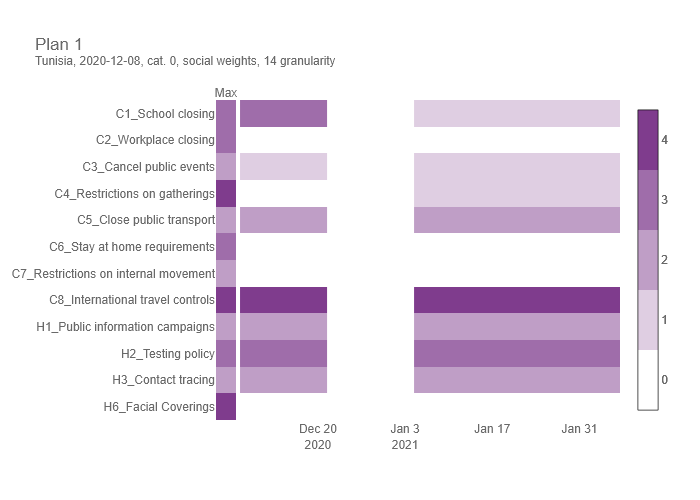 Plan 1
Tunisia, 2020-12-08, cat. 0, social weights, 14 granularity
Max
C1_School closing
C2_Workplace closing
C3_Cancel public events
C4_Restrictions on gatherings
C5_Close public transport
C6_Stay at home requirements
C7_Restrictions on internal movement
C8_International travel controls
H1_Public information campaigns
H2_Testing policy
H3_Contact tracing
H6_Facial Coverings
4
3
2
1
0
Dec 20 Jan 3 Jan 17 Jan 31
2020 2021